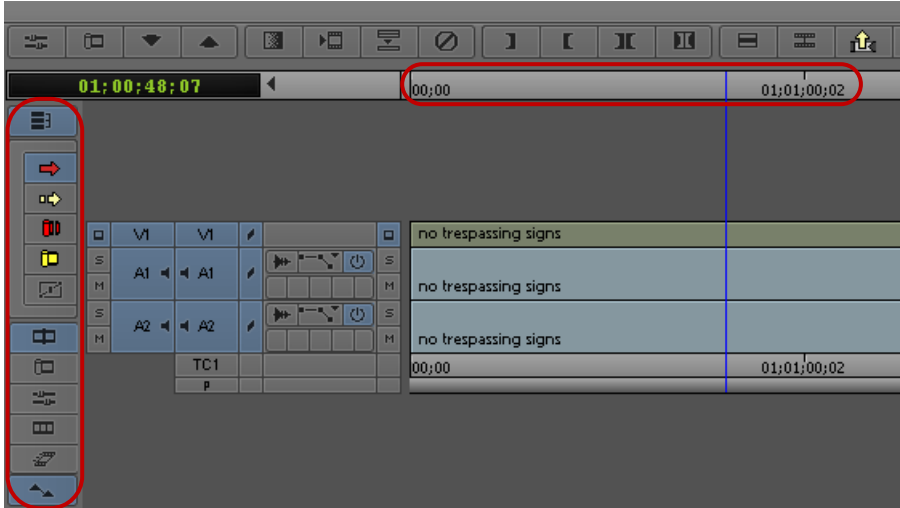 01;00;48;07
00;00 01;01;00;02
V1 V1 no trespassing signs
S S
A1 A1
M M no trespassing signs
S S
A2 A2
M M no trespassing signs
TC1 00;00 01;01;00;02
P